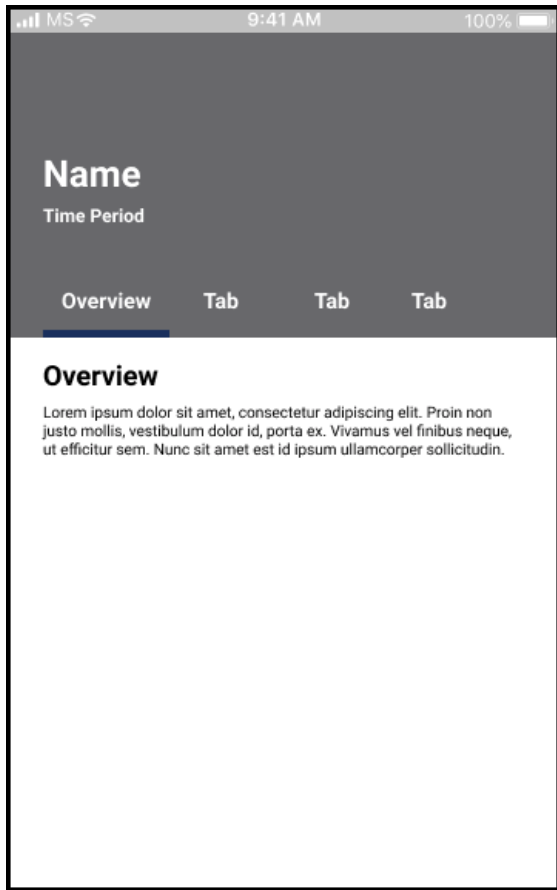 MS 9:41 AM 100%
Name
Time Period
Overview Tab Tab Tab
Overview
Lorem ipsum dolor sit amet, consectetur adipiscing elit. Proin non
justo mollis, vestibulum dolor id, porta ex. Vivamus vel finibus neque,
ut efficitur sem. Nunc sit amet est id ipsum ullamcorper sollicitudin.